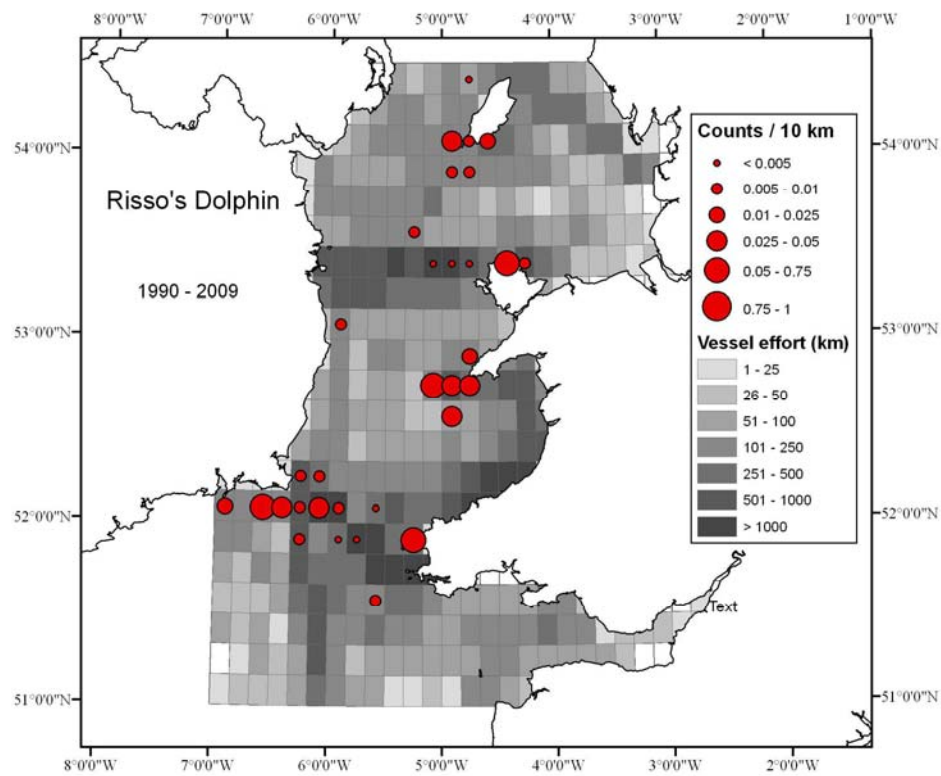 8°0'0"W 7°0'0"W 6°0'0"W 5°0'0"W 4°0'0"W 3°0'0"W 2°0'0"W 1°0'0"W
54°0'0"N
54°0'0"N
53°0'0"N
53°0'0"N
52°0'0"N
52°0'0"N
51°0'0"N
51°0'0"N
Risso's Dolphin
1990 - 2009
Counts / 10 km
< 0.005
0.005 - 0.01
0.01 - 0.025
0.025 - 0.05
0.05 - 0.75
0.75 - 1
Vessel effort (km)
1 - 25
26 - 50
51 - 100
101 - 250
251 - 500
501 - 1000
> 1000
Text
8°0'0"W 7°0'0"W 6°0'0"W 5°0'0"W 4°0'0"W 3°0'0"W 2°0'0"W